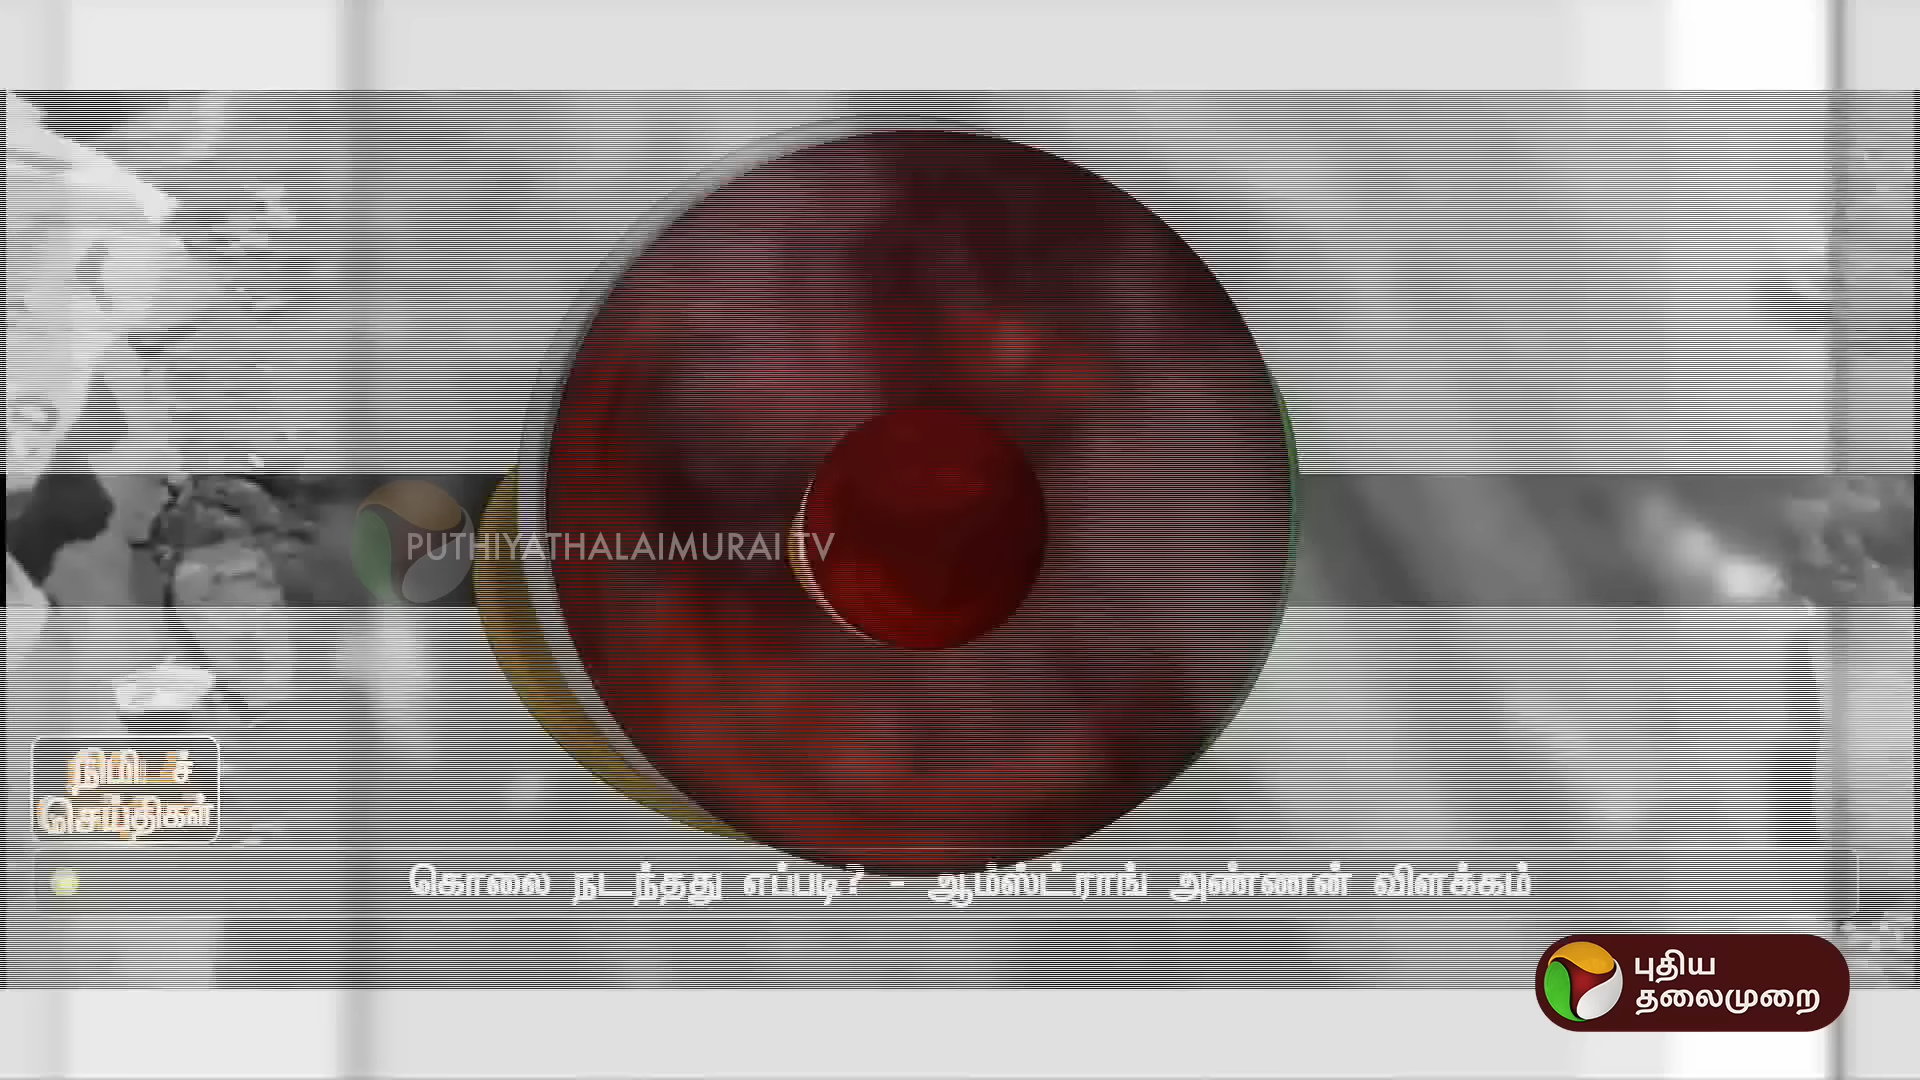 PUTHIYATHALAIMURAI TV
நிமிடச்
செய்திகள்
கொலை நடந்தது எப்படி? - ஆம்ஸ்ட்ராங் அண்ணன் விளக்கம்
புதிய
தலைமுறை